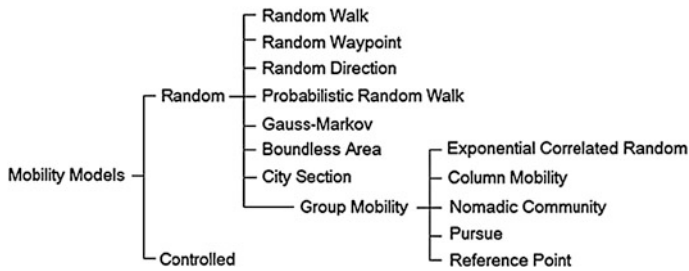 Random Walk
Random Waypoint
Random Direction
Random
Probabilistic Random Walk
Gauss-Markov
Boundless Area
Exponential Correlated Random
Mobility Models
City Section
Column Mobility
Group Mobility
Nomadic Community
Pursue
Controlled
Reference Point